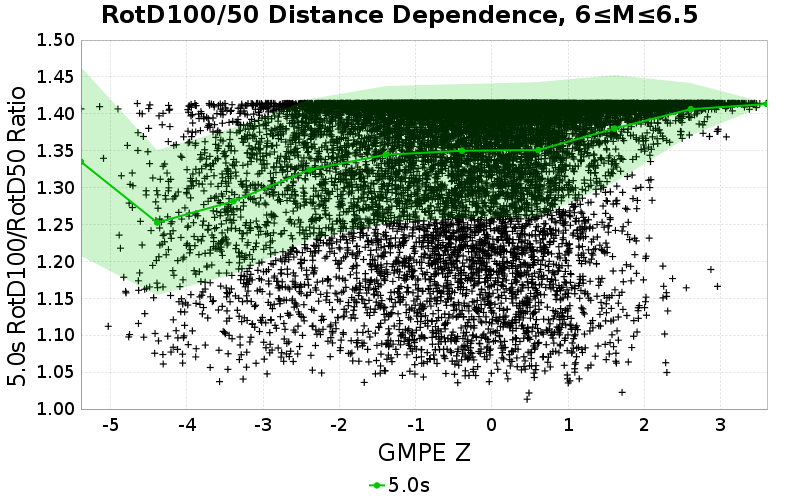 RotD100/50 Distance Dependence, 6≤M≤6.5
5.0s RotD100/RotD50 Ratio
1.50
1.45
1.40
1.35
1.30
1.25
1.20
1.15
1.10
1.05
1.00
-5 -4 -3 -2 -1 0 1 2 3
GMPE Z
5.0s